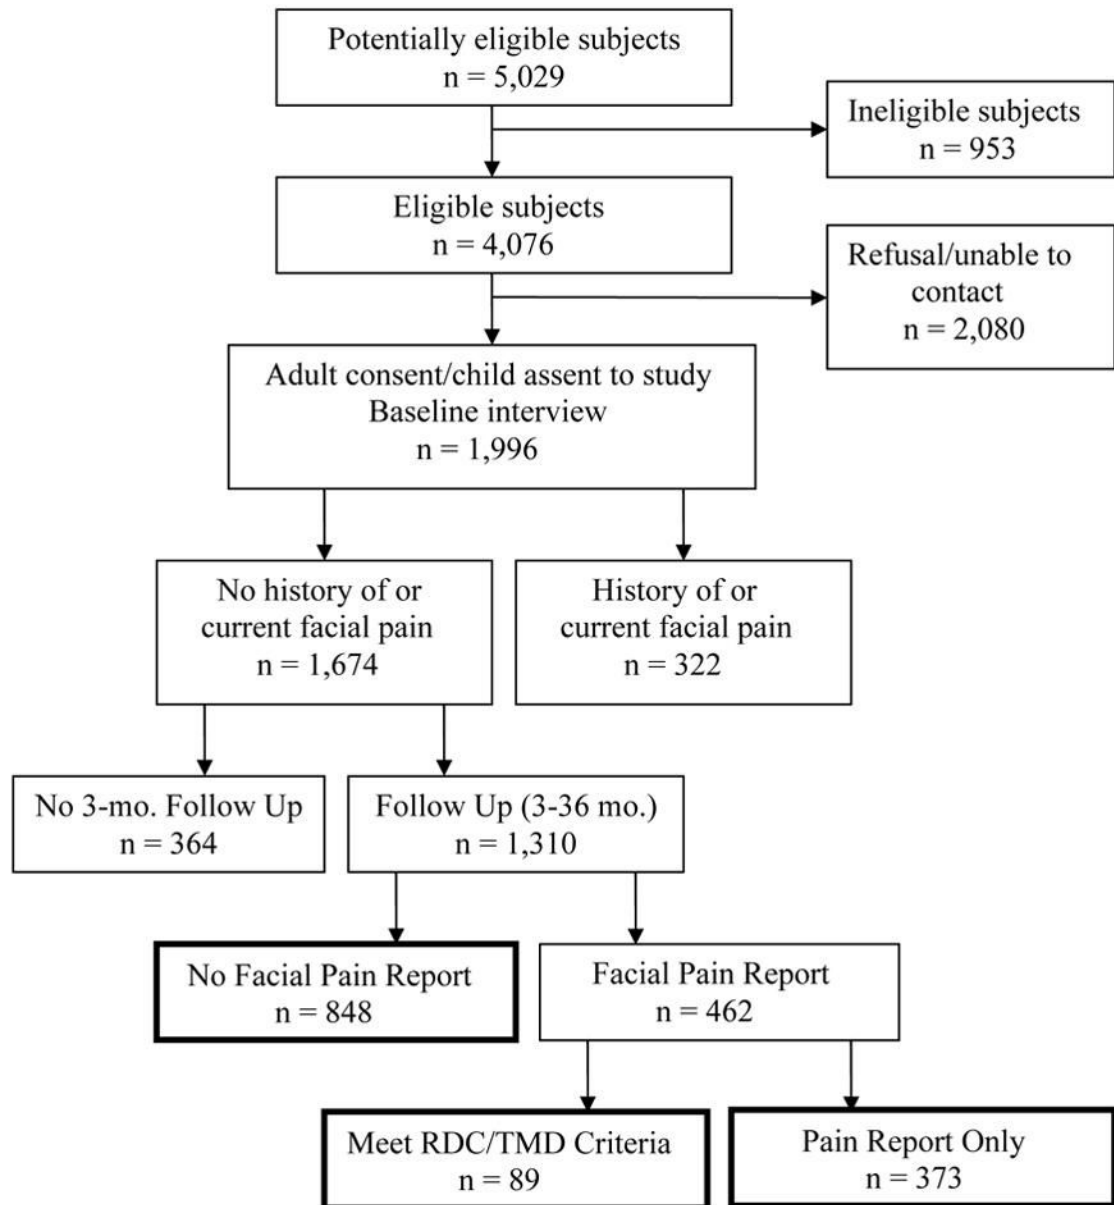 Potentially eligible subjects
n = 5,029
Ineligible subjects
n = 953
Eligible subjects
n = 4,076
Refusal/unable to
contact
n = 2,080
Adult consent/child assent to study
Baseline interview
n = 1,996
No history of or
current facial pain
n = 1,674
History of or
current facial pain
n = 322
No 3-mo. Follow Up
n = 364
Follow Up (3-36 mo.)
n = 1,310
No Facial Pain Report
n = 848
Facial Pain Report
n = 462
Meet RDC/TMD Criteria
n = 89
Pain Report Only
n = 373